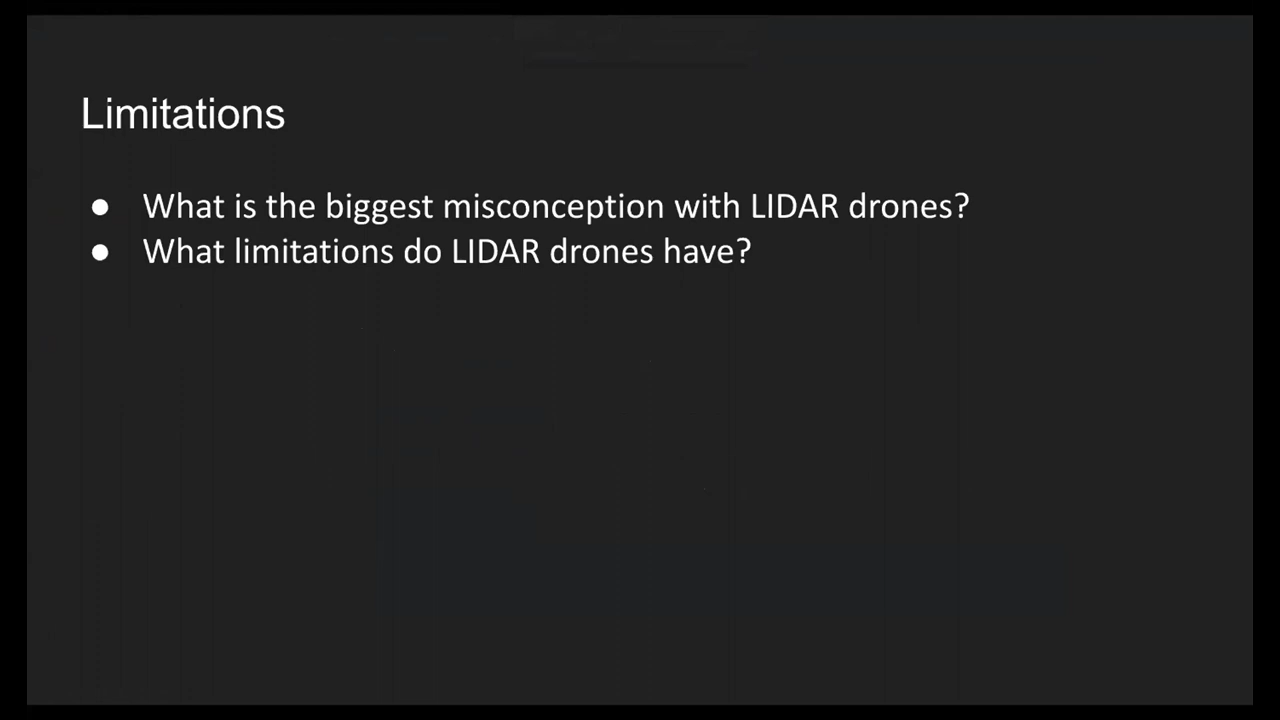 Limitations
● What is the biggest misconception with LIDAR drones?
● What limitations do LIDAR drones have?